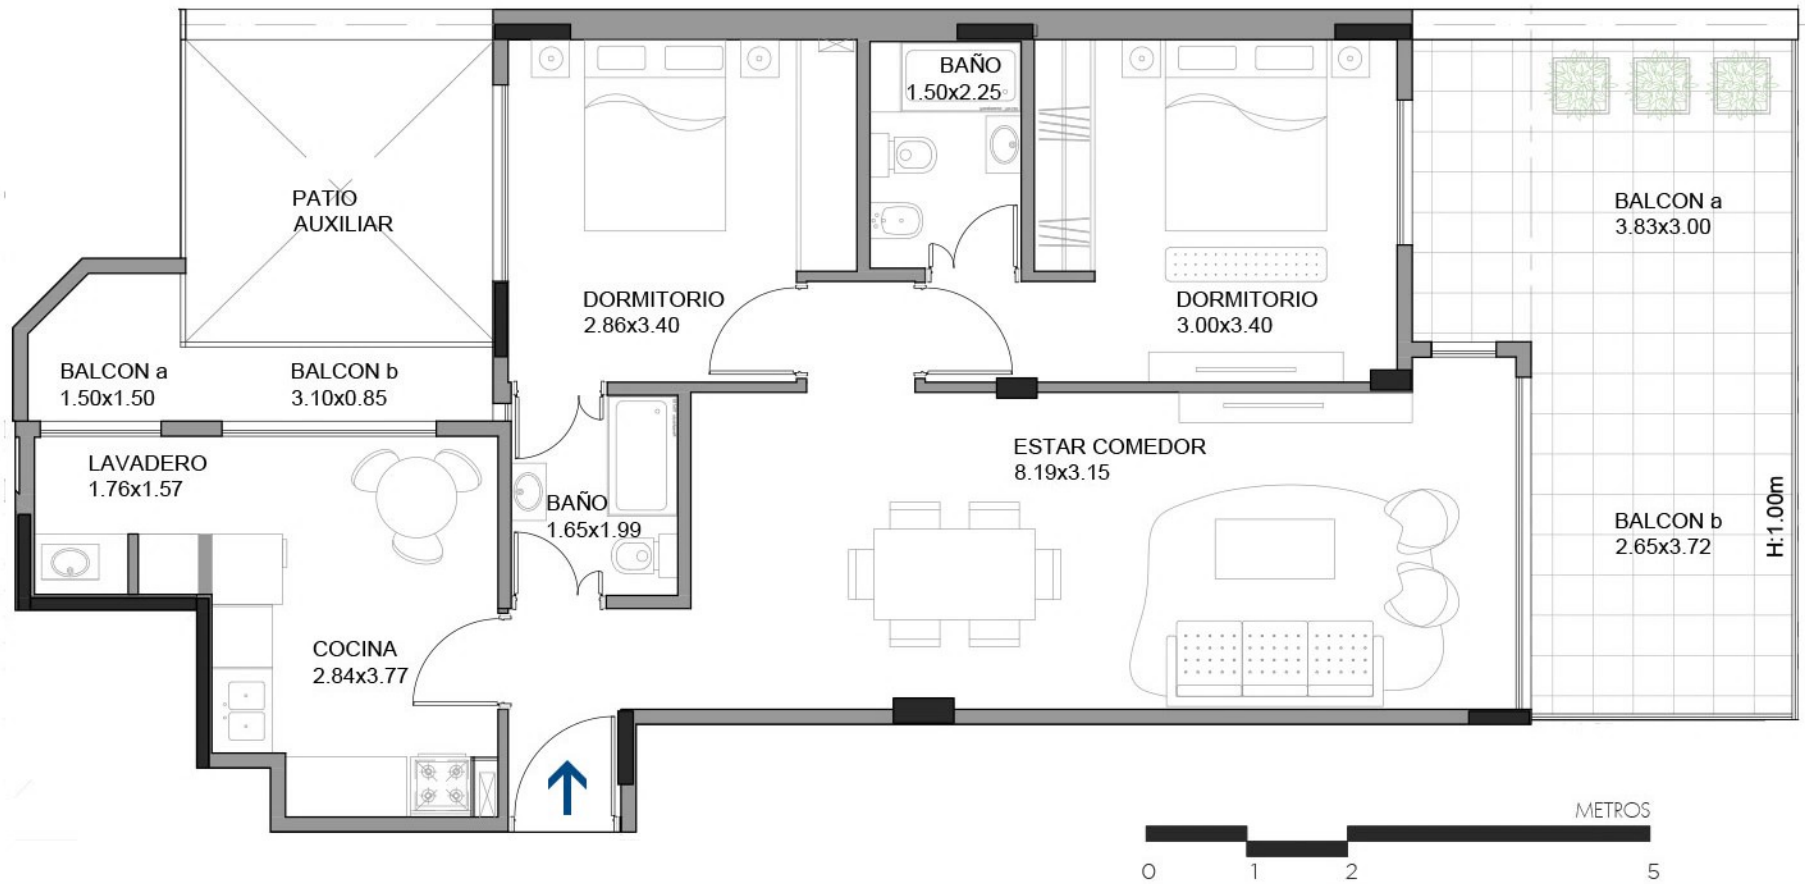 BAÑO
1.50x2.25
PATIO
AUXILIAR
BALCON a
3.83x3.00
DORMITORIO
2.86x3.40
DORMITORIO
3.00x3.40
BALCON a
1.50x1.50
BALCON b
3.10x0.85
ESTAR COMEDOR
8.19x3.15
LAVADERO
1.76x1.57
BAÑO
1.65x1.99
BALCON b
2.65x3.72
H:1.00m
COCINA
2.84x3.77
METROS
0 1 2 5